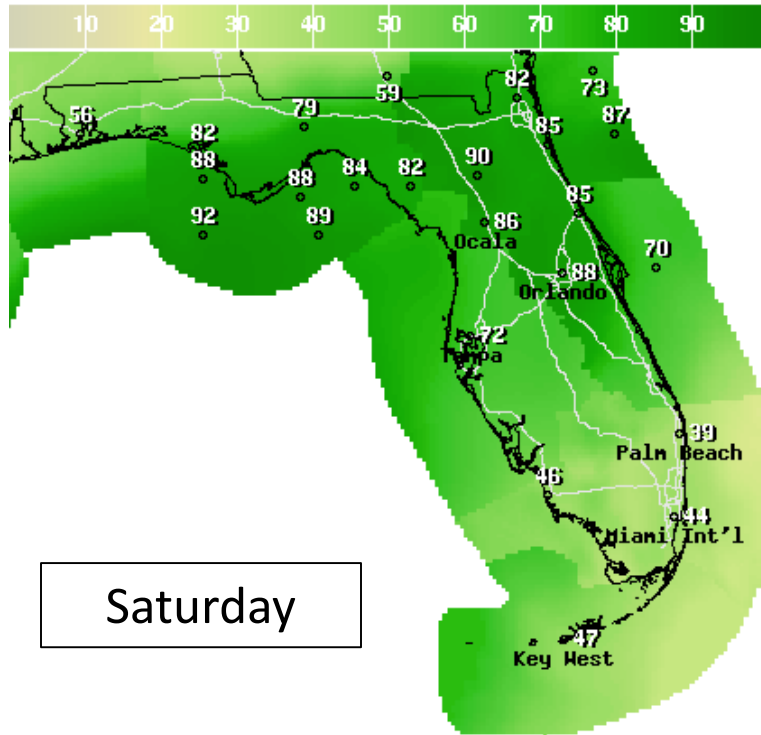 10 20 30 40 50 60 70 80 90
59 82 73
56 79 87
82 85
88 88 84 82 90
92 89 86 85
Ocala
70
88
Orlando
72
Tampa
39
Palm Beach
46
44
Miami Int'l
Saturday
47
Key West